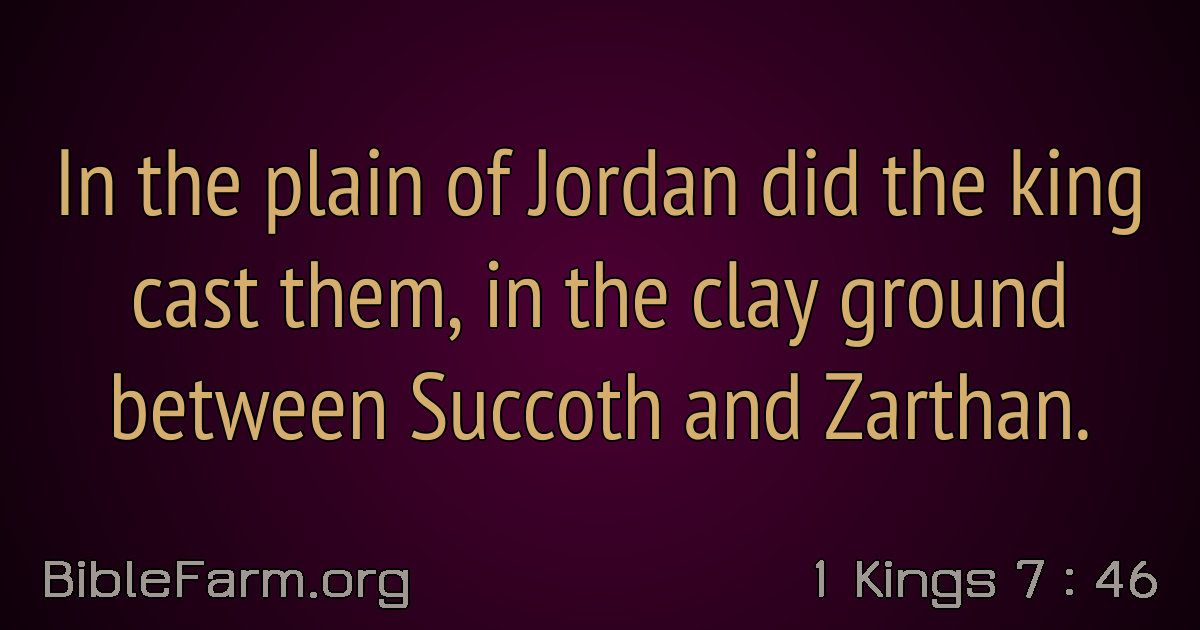 In the plain of Jordan did the king
cast them, in the clay ground
between Succoth and Zarthan.
BibleFarm.org
1 Kings 7 : 46